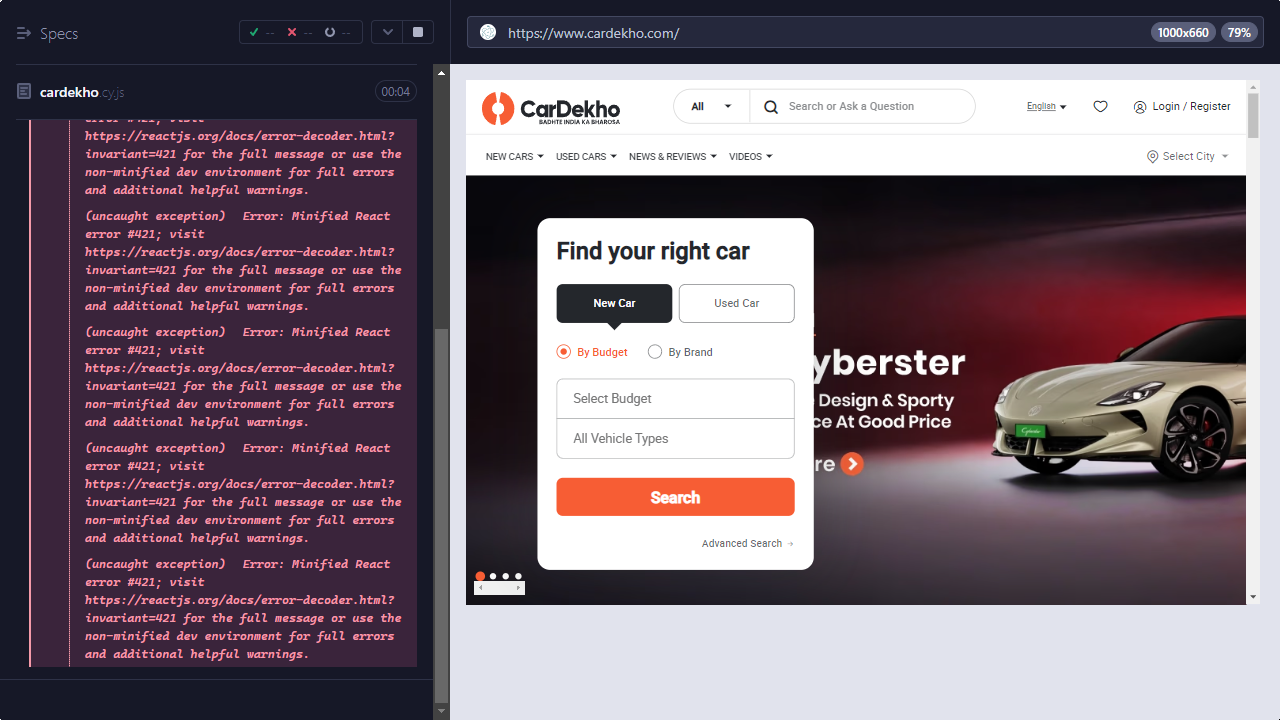 Specs
-- -- --
https://www.cardekho.com/
1000x660
79%
cardekho.cy.js
00:04
error #421; visit
https://reactjs.org/docs/error-decoder.html?
invariant=421 for the full message or use the
non-minified dev environment for full errors
and additional helpful warnings.
(uncaught exception) Error: Minified React
error #421; visit
https://reactjs.org/docs/error-decoder.html?
invariant=421 for the full message or use the
non-minified dev environment for full errors
and additional helpful warnings.
(uncaught exception) Error: Minified React
error #421; visit
https://reactjs.org/docs/error-decoder.html?
invariant=421 for the full message or use the
non-minified dev environment for full errors
and additional helpful warnings.
(uncaught exception) Error: Minified React
error #421; visit
https://reactjs.org/docs/error-decoder.html?
invariant=421 for the full message or use the
non-minified dev environment for full errors
and additional helpful warnings.
(uncaught exception) Error: Minified React
error #421; visit
https://reactjs.org/docs/error-decoder.html?
invariant=421 for the full message or use the
non-minified dev environment for full errors
and additional helpful warnings.
CarDekho
BADHTE INDIA KA BHAROSA
All
Search or Ask a Question
English
Login / Register
NEW CARS
USED CARS
NEWS & REVIEWS
VIDEOS
Select City
Find your right car
New Car
Used Car
By Budget
By Brand
Select Budget
All Vehicle Types
Search
Advanced Search
yberster
Design & Sporty
ce At Good Price
re
Cyberster